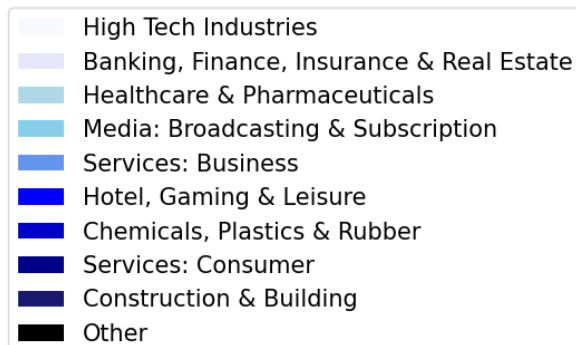 High Tech Industries
Banking, Finance, Insurance & Real Estate
Healthcare & Pharmaceuticals
Media: Broadcasting & Subscription
Services: Business
Hotel, Gaming & Leisure
Chemicals, Plastics & Rubber
Services: Consumer
Construction & Building
Other